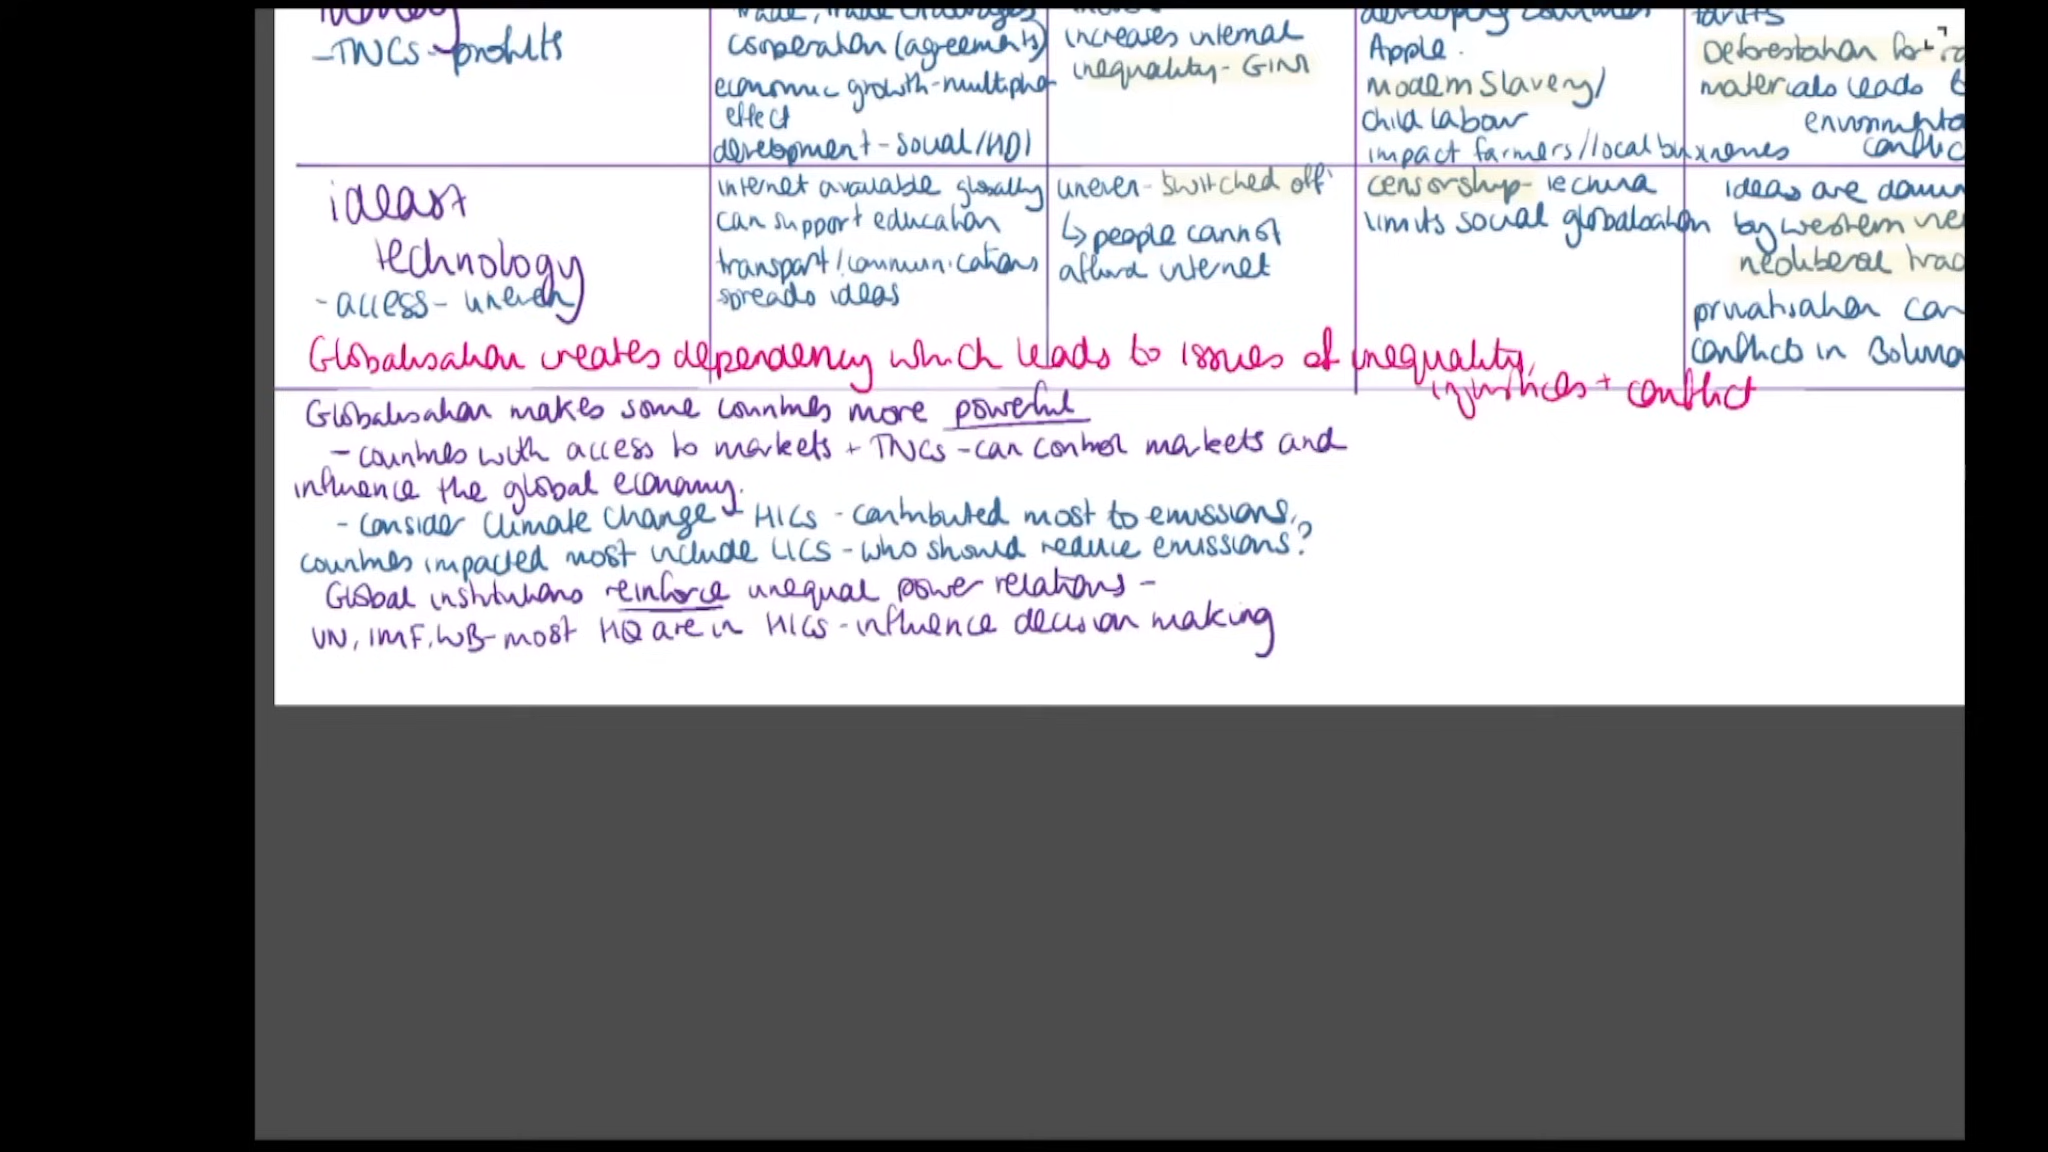 money
-TNCs-profits
cooperation (agreements)
economic growth-multiplier
effect
development - social/HDI
increases internal
inequality- GINI
developing countries
Apple.
Modern Slavery/
Child labour
impact farmers/local businesses
tariffs
Deforestation for
materials leads
conflic
ideas+
technology
-access- uneven
internet available globally
can support education
transport/communications
spreads ideas
uneven- switched off'
↳people cannot
afford internet
censorship- ie china
limits social globalisation
ideas are
by western
neoliberal
privatisation can
conflicts in
Globalisation creates dependency which leads to issues of inequality,
injustices + conflict
Globalisation makes some countries more powerful
- countries with access to markets + TNCs -can control markets and
influence the global economy.
- consider climate change - HICs - contributed most to emissions,
countries impacted most include LICs - who should reduce emissions?
Global institutions reinforce unequal power relations -
UN, IMF, WB-most HQ are in HICs - influence decision making